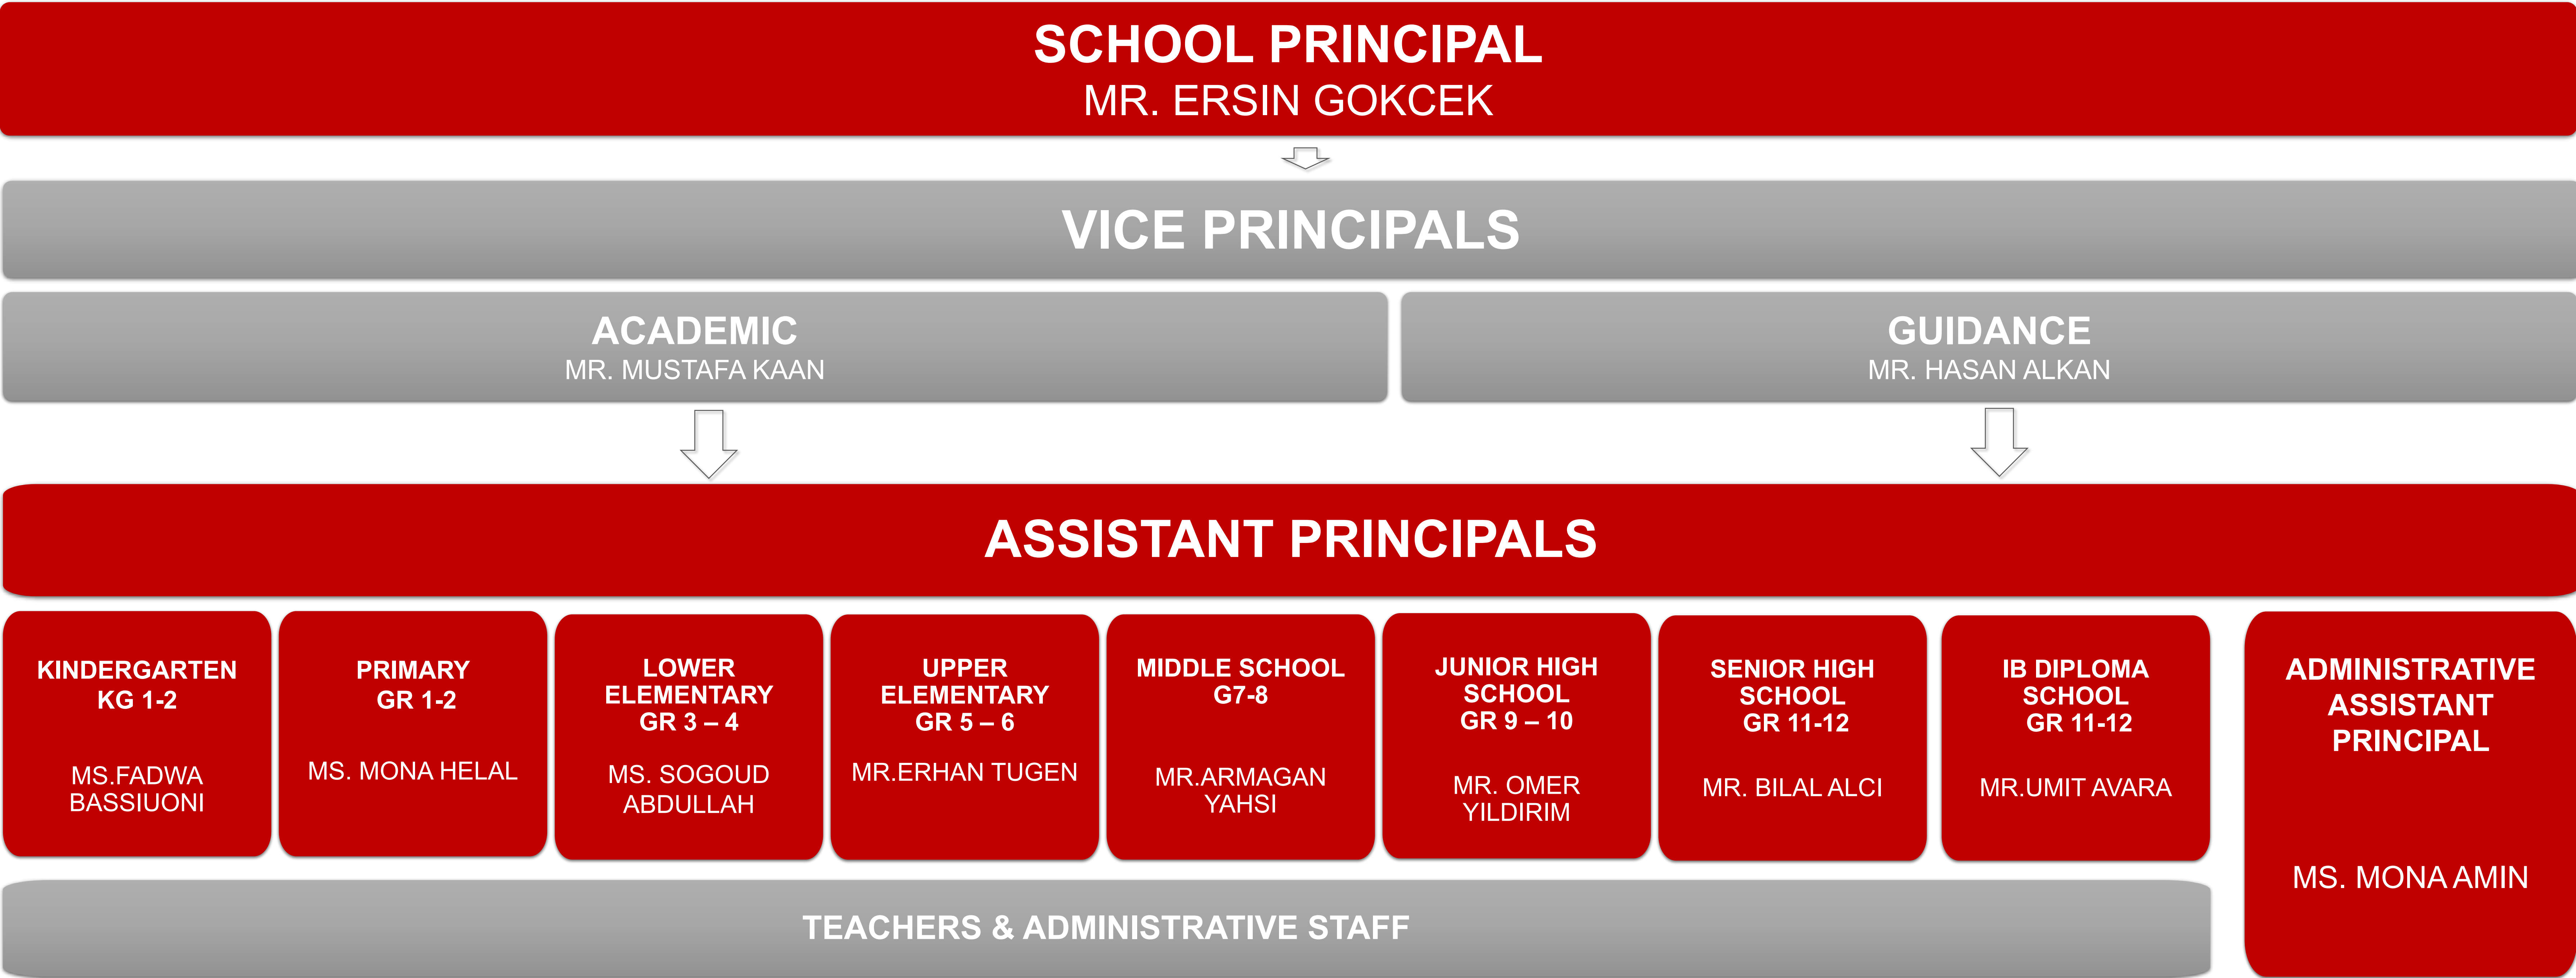 SCHOOL PRINCIPAL
MR. ERSIN GOKCEK
VICE PRINCIPALS
ACADEMIC
MR. MUSTAFA KAAN
GUIDANCE
MR. HASAN ALKAN
ASSISTANT PRINCIPALS
KINDERGARTEN
KG 1-2
MS.FADWA
BASSIUONI
PRIMARY
GR 1-2
MS. MONA HELAL
LOWER
ELEMENTARY
GR 3 – 4
MS. SOGOUD
ABDULLAH
UPPER
ELEMENTARY
GR 5 – 6
MR.ERHAN TUGEN
MIDDLE SCHOOL
G7-8
MR.ARMAGAN
YAHSI
JUNIOR HIGH
SCHOOL
GR 9 – 10
MR. OMER
YILDIRIM
SENIOR HIGH
SCHOOL
GR 11-12
MR. BILAL ALCI
IB DIPLOMA
SCHOOL
GR 11-12
MR.UMIT AVARA
ADMINISTRATIVE
ASSISTANT
PRINCIPAL
MS. MONA AMIN
TEACHERS & ADMINISTRATIVE STAFF